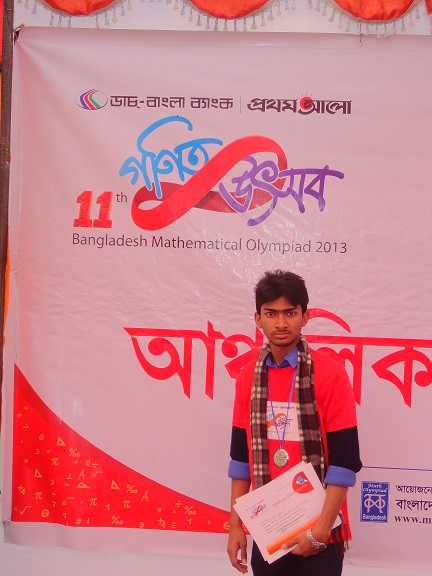 ডাচ্-বাংলা ব্যাংক | প্রথম আলো
গণিত
উৎসব
11th
Bangladesh Mathematical Olympiad 2013
আঞ্চলিক
Math
Olympiad
Bangladesh
আয়োজনে
বাংলাদে
www.m